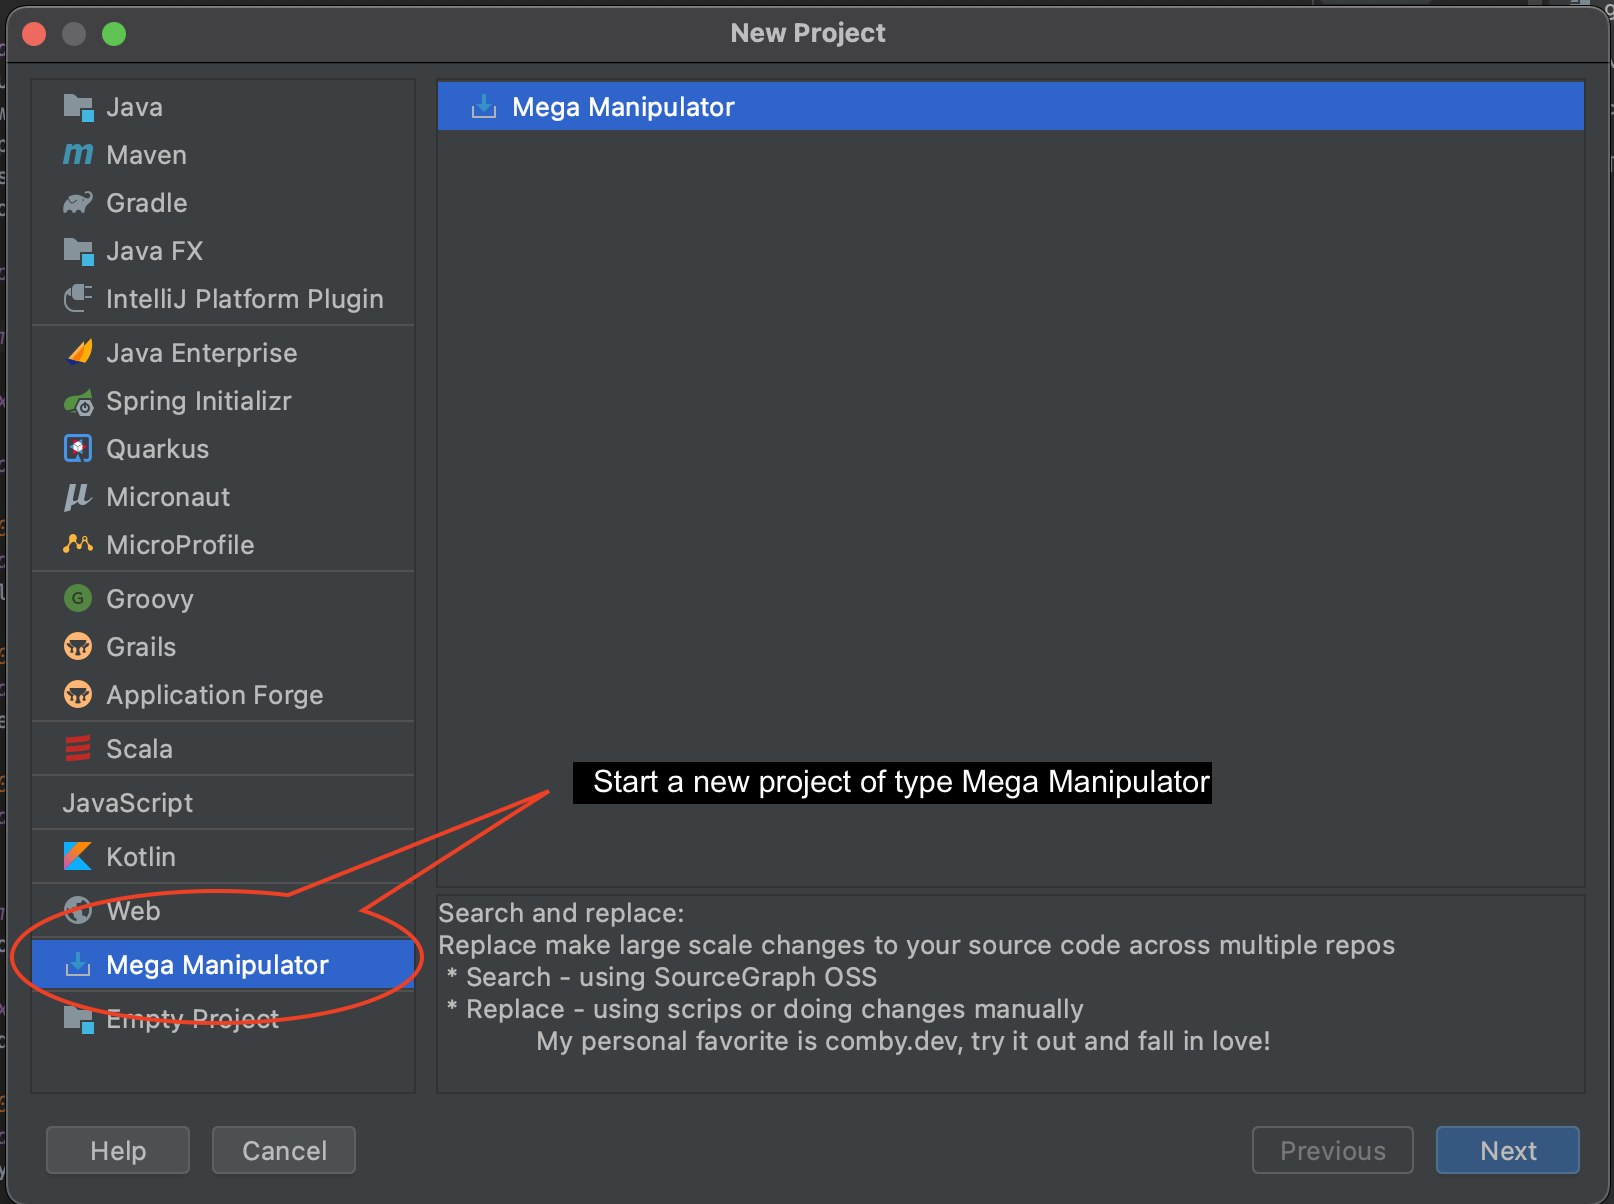 New Project
Java
Maven
Gradle
Java FX
IntelliJ Platform Plugin
Java Enterprise
Spring Initializr
Quarkus
Micronaut
MicroProfile
Groovy
Grails
Application Forge
Scala
JavaScript
Kotlin
Web
Mega Manipulator
Empty Project
Mega Manipulator
Start a new project of type Mega Manipulator
Search and replace:
Replace make large scale changes to your source code across multiple repos
* Search - using SourceGraph OSS
* Replace - using scrips or doing changes manually
My personal favorite is comby.dev, try it out and fall in love!
Help
Cancel
Previous
Next